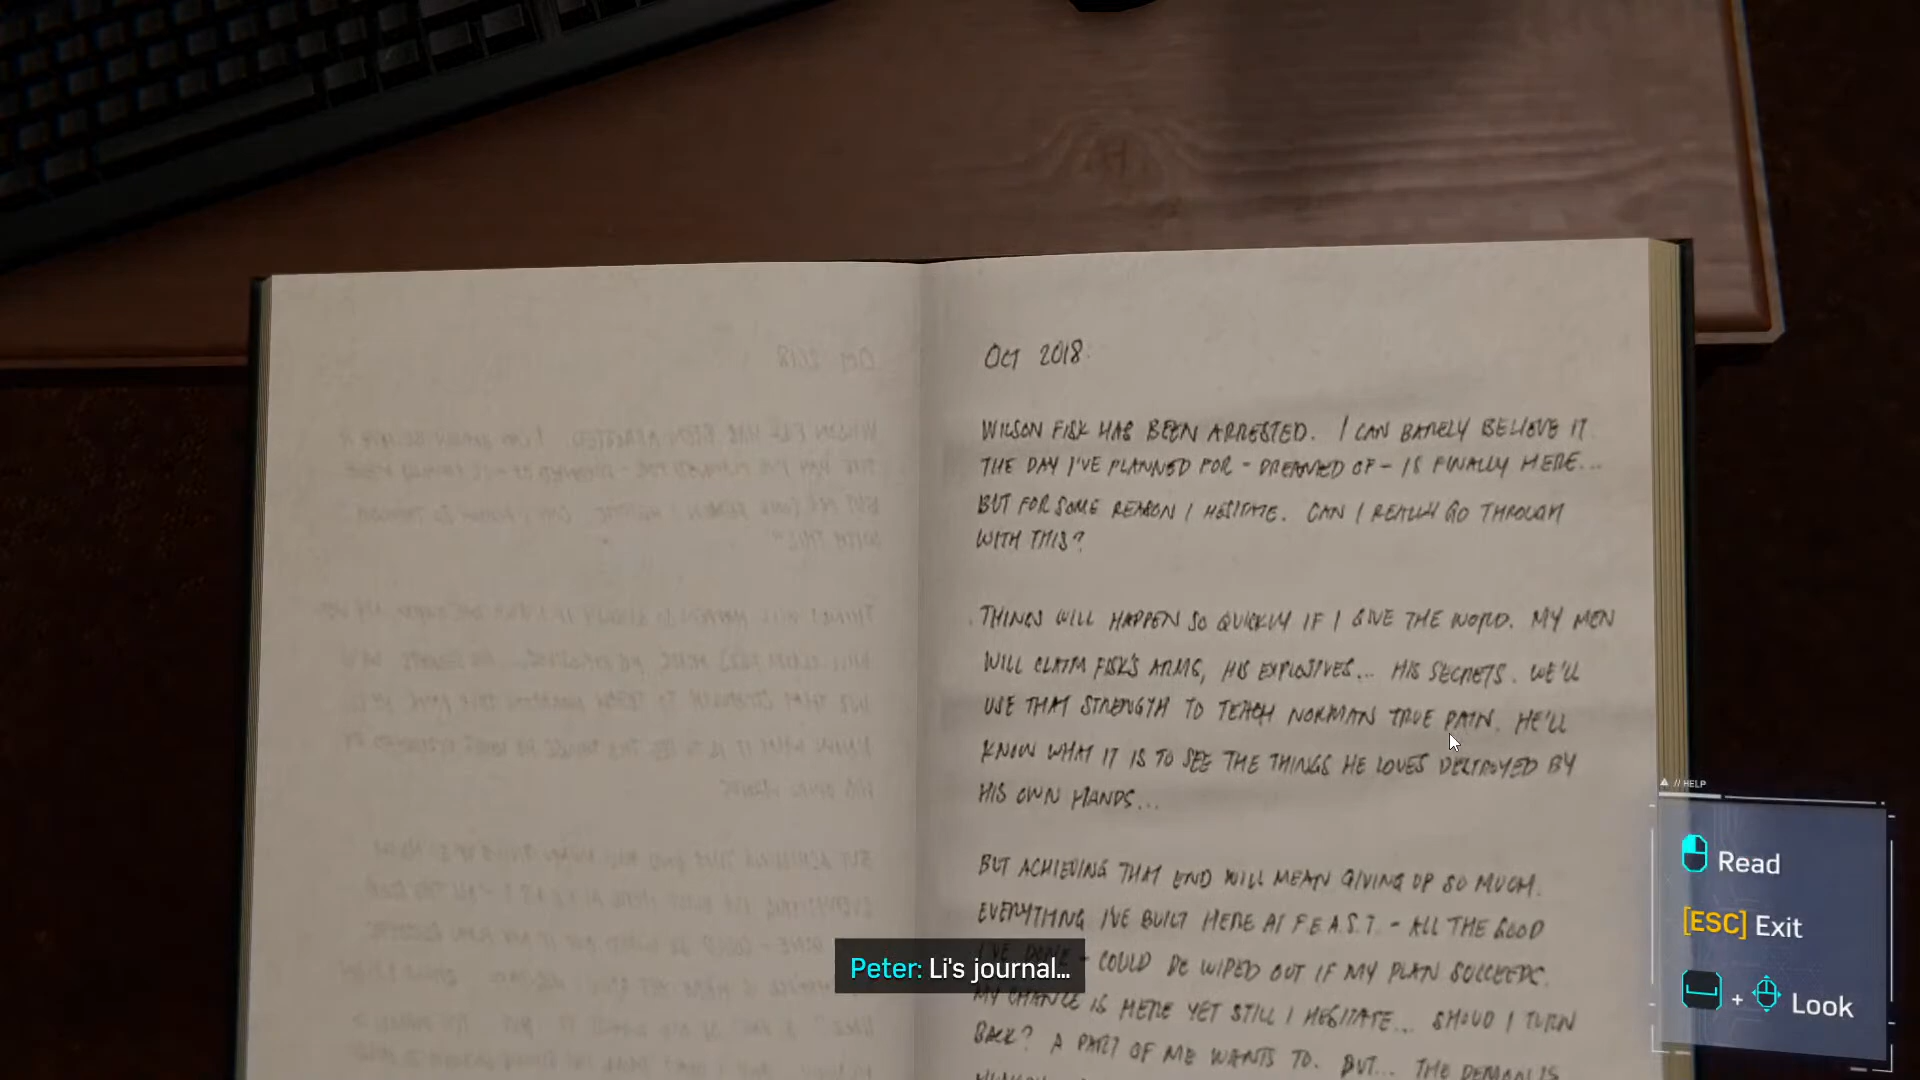 OCT 2018.
WILSON FISK HAS BEEN ARRESTED. I CAN BARELY BELIEVE IT.
THE DAY I'VE PLANNED FOR - DREAMED OF - IS FINALLY HERE...
BUT FOR SOME REASON I HESITATE. CAN I REALLY GO THROUGH
WITH THIS?
THINGS WILL HAPPEN SO QUICKLY IF I GIVE THE WORD. MY MEN
WILL CLAIM FISK'S ARMS, HIS EXPLOSIVES... HIS SECRETS. WE'LL
USE THAT STRENGTH TO TEACH NORMAN TRUE PAIN. HE'LL
KNOW WHAT IT IS TO SEE THE THINGS HE LOVES DESTROYED BY
HIS OWN HANDS...
BUT ACHIEVING THAT END WILL MEAN GIVING UP SO MUCH.
EVERYTHING I'VE BUILT HERE AT F.E.A.S.T. - ALL THE GOOD
I'VE DONE - COULD BE WIPED OUT IF MY PLAN SUCCEEDS.
MY CHANCE IS HERE YET STILL I HESITATE... SHOULD I TURN
BACK? A PART OF ME WANTS TO. BUT... THE DEMON IS
Peter: Li's journal...
// HELP
Read
[ESC] Exit
+ Look